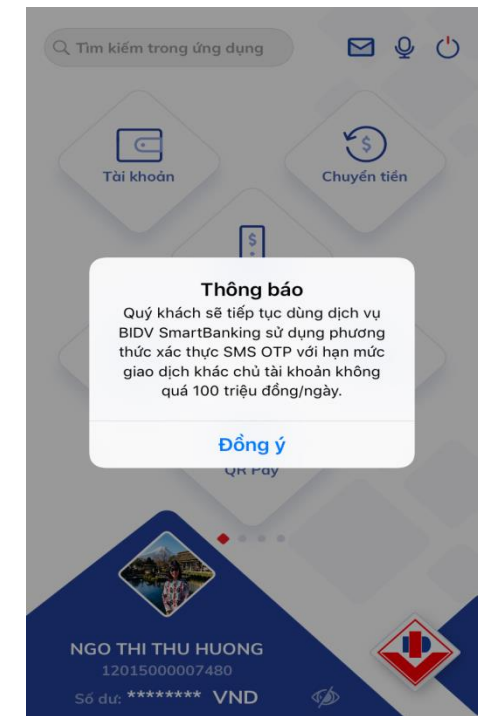 Tìm kiếm trong ứng dụng
Tài khoản
Chuyển tiền
Thông báo
Quý khách sẽ tiếp tục dùng dịch vụ
BIDV SmartBanking sử dụng phương
thức xác thực SMS OTP với hạn mức
giao dịch khác chủ tài khoản không
quá 100 triệu đồng/ngày.
Đồng ý
QR Pay
NGO THI THU HUONG
12015000007480
Số dư: ******** VND